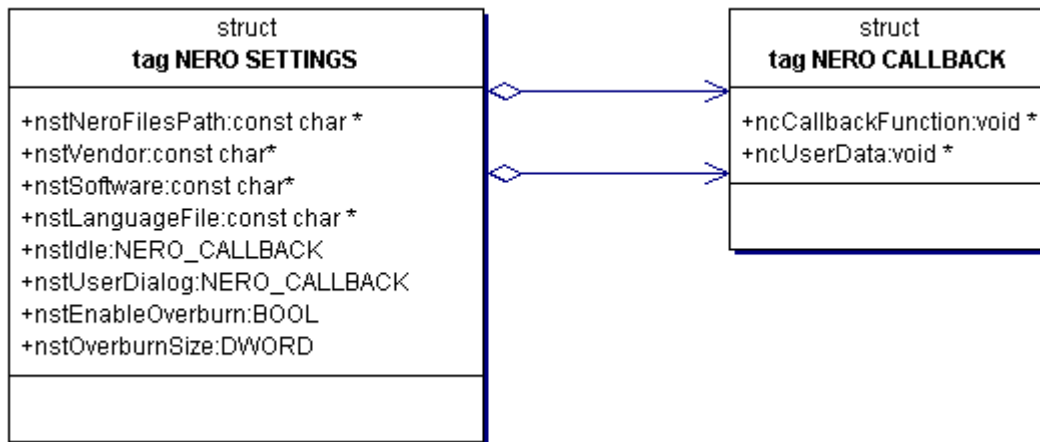 struct
tag NERO SETTINGS
+nstNeroFilesPath:const char *
+nstVendor:const char*
+nstSoftware:const char*
+nstLanguageFile:const char *
+nstIdle:NERO_CALLBACK
+nstUserDialog:NERO_CALLBACK
+nstEnableOverburn:BOOL
+nstOverburnSize:DWORD
struct
tag NERO CALLBACK
+ncCallbackFunction:void *
+ncUserData:void *